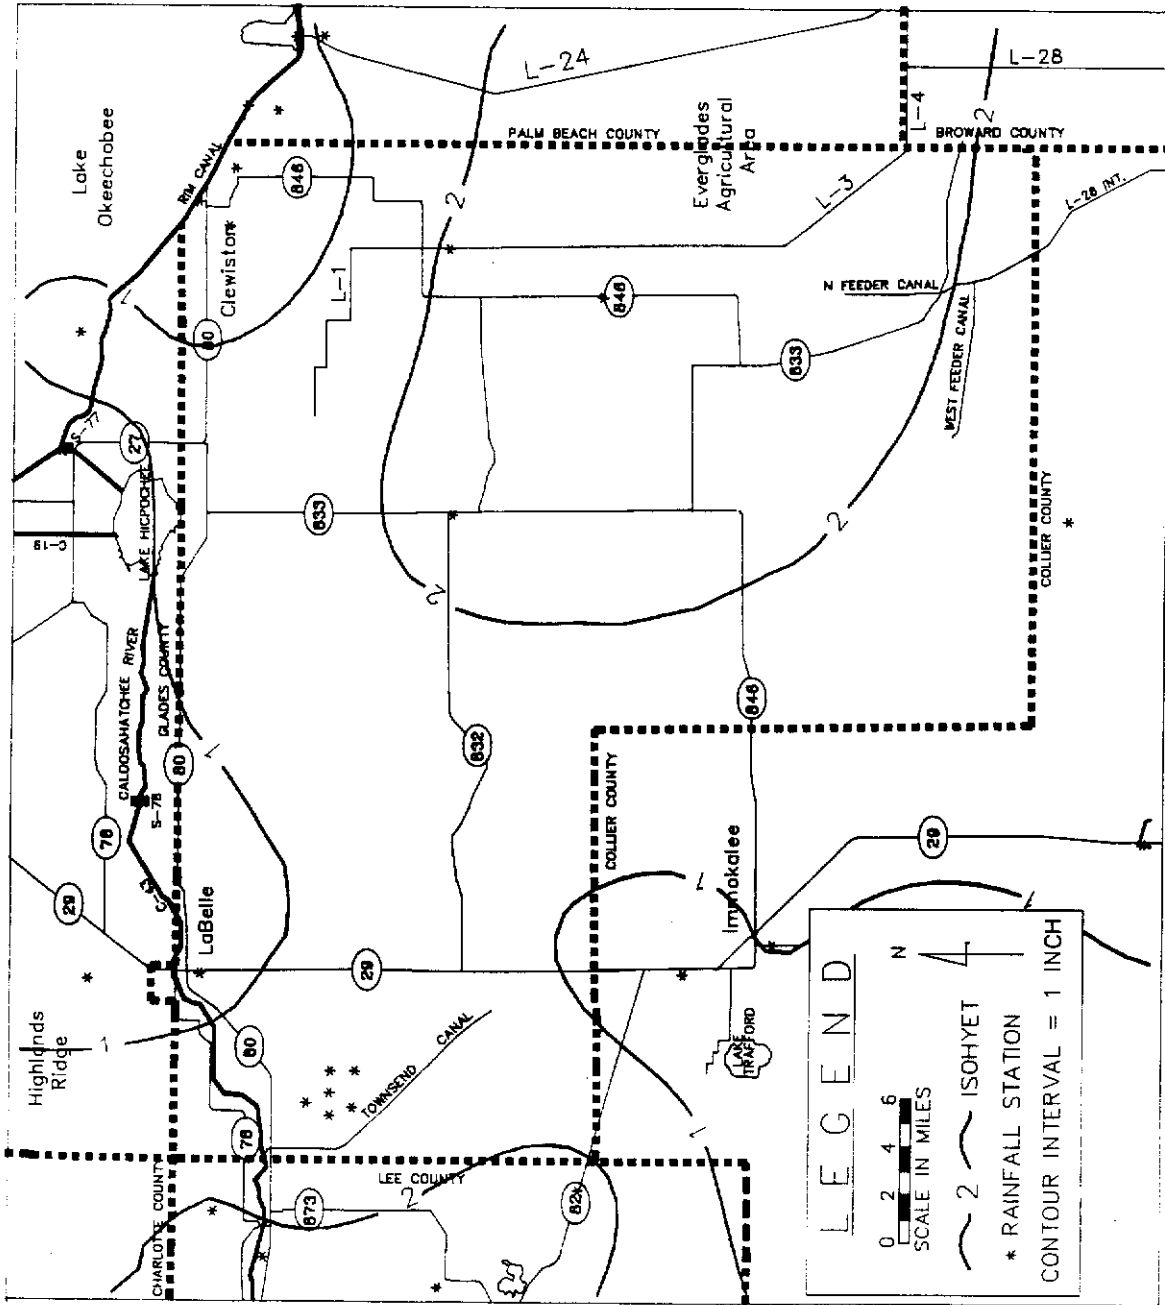 Lake
Okeechobee
RIM CANAL
S-77
27
C-19
LAKE HICPOCHEE
CALOOSAHATCHEE RIVER
GLADES COUNTY
78
S-78
29
80
LaBelle
Highlands
Ridge
1
1
1
80
Clewiston
846
L-1
PALM BEACH COUNTY
L-24
2
Everglades
Agricultural
Area
L-4
L-28
BROWARD COUNTY
2
L-3
L-28 INT.
N FEEDER CANAL
WEST FEEDER CANAL
846
833
833
2
2
832
846
COLLIER COUNTY
COLLIER COUNTY
Immokalee
1
29
29
1
LAKE
TRAFFORD
1
80
TOWNSEND CANAL
78
CHARLOTTE COUNTY
LEE COUNTY
873
2
82
LEGEND
0 2 4 6
SCALE IN MILES
N
2 ISOHYET
* RAINFALL STATION
CONTOUR INTERVAL = 1 INCH